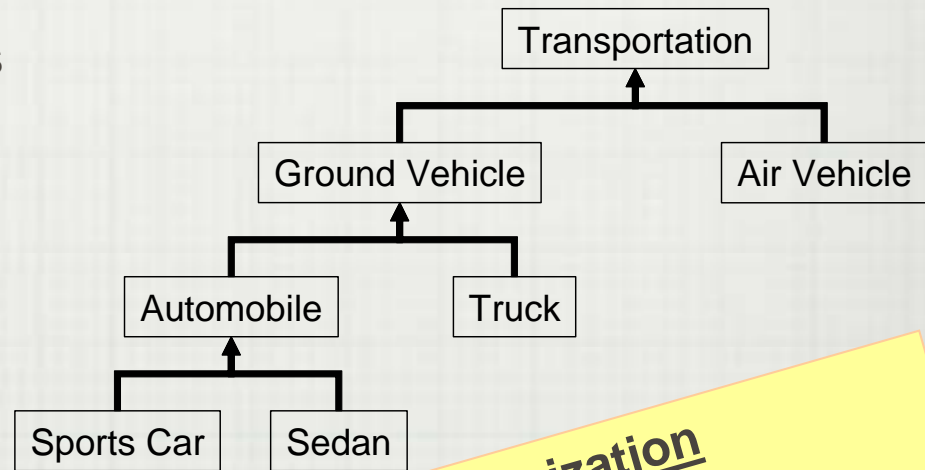 Transportation
Ground Vehicle
Air Vehicle
Automobile
Truck
Sports Car
Sedan